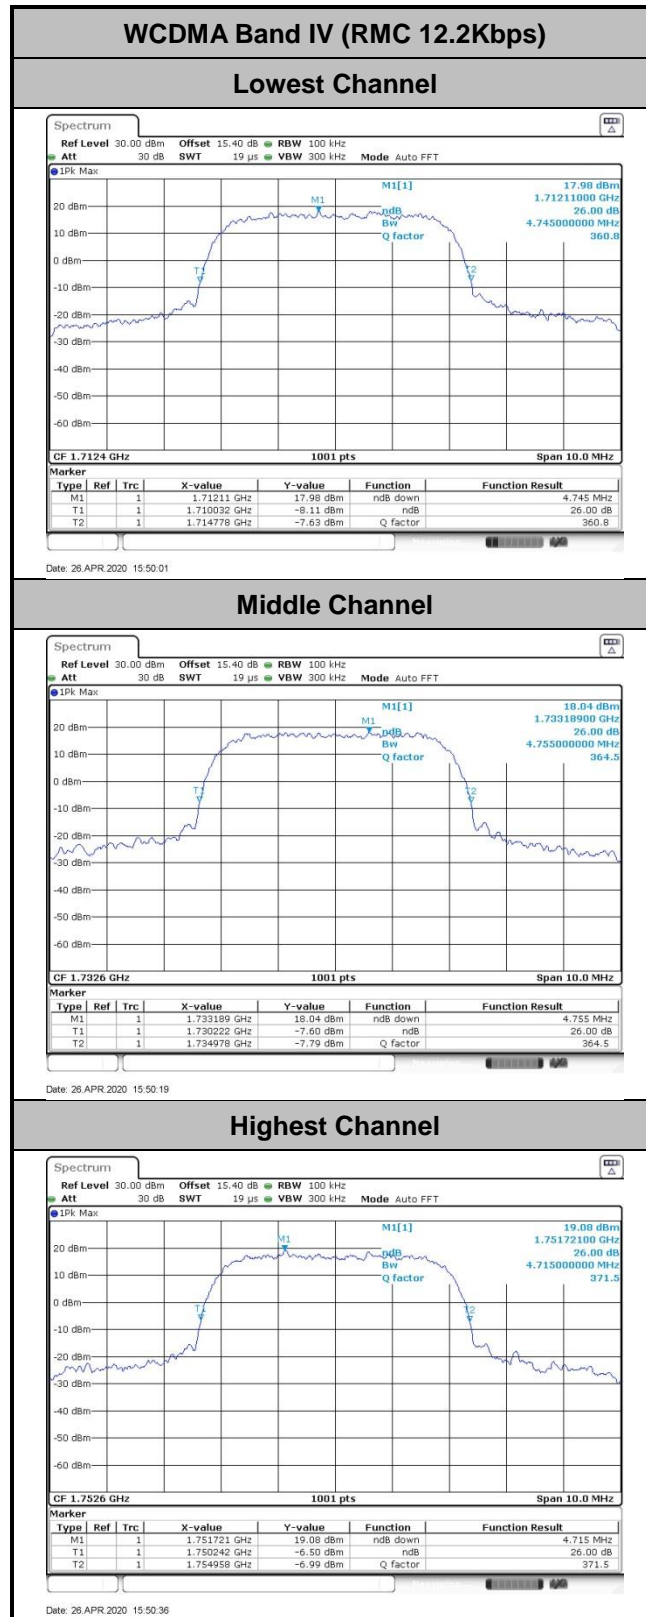 WCDMA Band IV (RMC 12.2Kbps)
Lowest Channel
Spectrum
Ref Level 30.00 dBm Offset 15.40 dB RBW 100 kHz
Att 30 dB SWT 19 µs VBW 300 kHz Mode Auto FFT
1Pk Max
M1[1] 17.98 dBm
1.71211000 GHz
ndB 26.00 dB
Bw 4.745000000 MHz
Q factor 360.8
M1
T1
T2
20 dBm
10 dBm
0 dBm
-10 dBm
-20 dBm
-30 dBm
-40 dBm
-50 dBm
-60 dBm
CF 1.7124 GHz 1001 pts Span 10.0 MHz
Marker
Type Ref Trc X-value Y-value Function Function Result
M1 1 1.71211 GHz 17.98 dBm ndB down 4.745 MHz
T1 1 1.710032 GHz -8.11 dBm ndB 26.00 dB
T2 1 1.714778 GHz -7.63 dBm Q factor 360.8
Date: 26.APR.2020 15:50:01
Middle Channel
Spectrum
Ref Level 30.00 dBm Offset 15.40 dB RBW 100 kHz
Att 30 dB SWT 19 µs VBW 300 kHz Mode Auto FFT
1Pk Max
M1[1] 18.04 dBm
1.73318900 GHz
ndB 26.00 dB
Bw 4.755000000 MHz
Q factor 364.5
M1
T1
T2
20 dBm
10 dBm
0 dBm
-10 dBm
-20 dBm
-30 dBm
-40 dBm
-50 dBm
-60 dBm
CF 1.7326 GHz 1001 pts Span 10.0 MHz
Marker
Type Ref Trc X-value Y-value Function Function Result
M1 1 1.733189 GHz 18.04 dBm ndB down 4.755 MHz
T1 1 1.730222 GHz -7.60 dBm ndB 26.00 dB
T2 1 1.734978 GHz -7.79 dBm Q factor 364.5
Date: 26.APR.2020 15:50:19
Highest Channel
Spectrum
Ref Level 30.00 dBm Offset 15.40 dB RBW 100 kHz
Att 30 dB SWT 19 µs VBW 300 kHz Mode Auto FFT
1Pk Max
M1[1] 19.08 dBm
1.75172100 GHz
ndB 26.00 dB
Bw 4.715000000 MHz
Q factor 371.5
M1
T1
T2
20 dBm
10 dBm
0 dBm
-10 dBm
-20 dBm
-30 dBm
-40 dBm
-50 dBm
-60 dBm
CF 1.7526 GHz 1001 pts Span 10.0 MHz
Marker
Type Ref Trc X-value Y-value Function Function Result
M1 1 1.751721 GHz 19.08 dBm ndB down 4.715 MHz
T1 1 1.750242 GHz -6.50 dBm ndB 26.00 dB
T2 1 1.754958 GHz -6.99 dBm Q factor 371.5
Date: 26.APR.2020 15:50:36